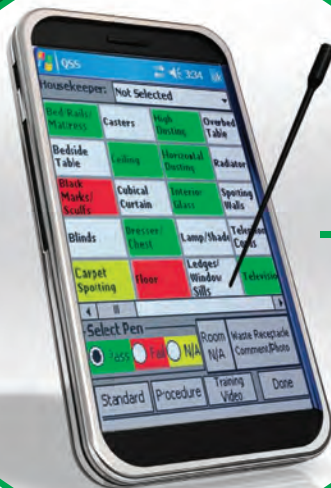 QSS 3:34
Housekeeper: Not Selected
Bed Rails/ Mattress Casters High Dusting Overbed Table
Bedside Table Ceiling Horizontal Dusting Radiator
Black Marks/ Scuffs Cubical Curtain Interior Glass Spotting Walls
Blinds Dresser/ Chest Lamp/Shade Television
Carpet Spotting Floor Ledges/ Window Sills Television
Select Pen
Pass Fail N/A Room N/A Waste Receptacle Comment/Photo
Standard Procedure Training Video Done